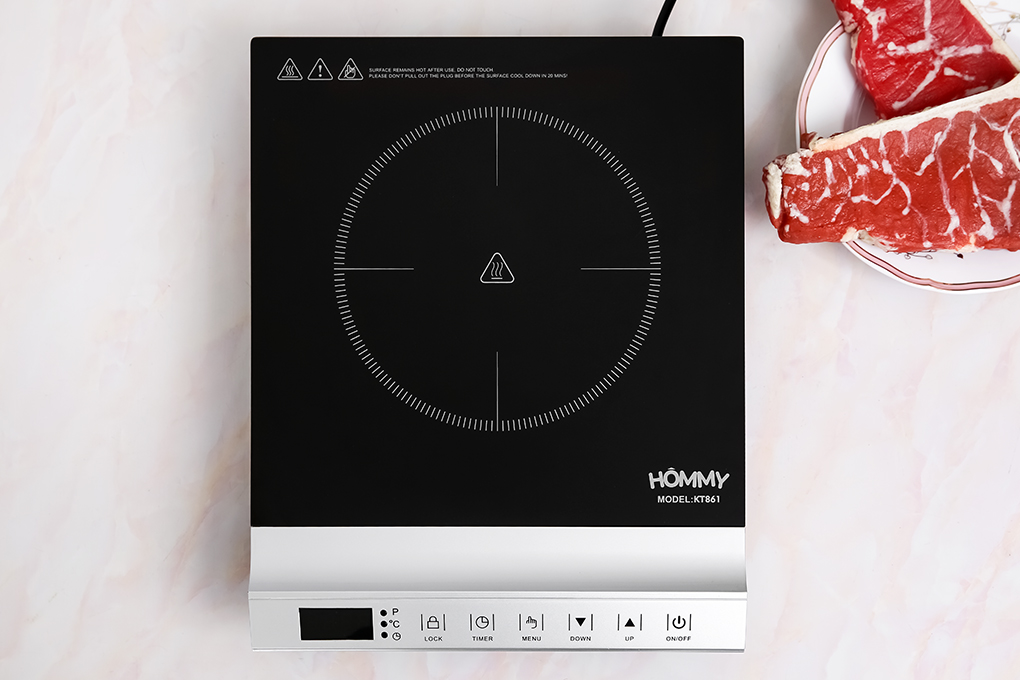 SURFACE REMAINS HOT AFTER USE. DO NOT TOUCH
PLEASE DON'T PULL OUT THE PLUG BEFORE THE SURFACE COOL DOWN IN 20 MINS!
HÔMMY
MODEL:KT861
P
°C
LOCK
TIMER
MENU
DOWN
UP
ON/OFF